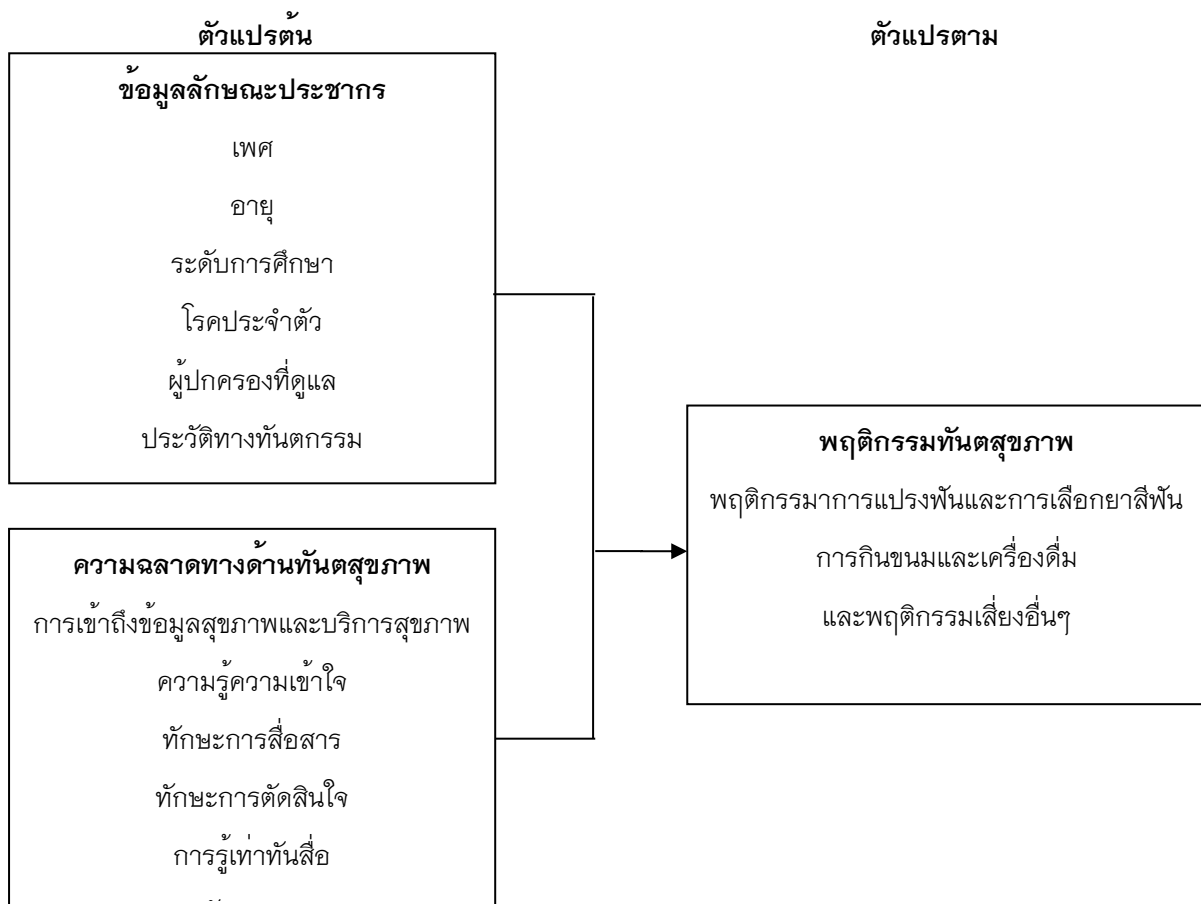 ตัวแปรต้น
ตัวแปรตาม
ข้อมูลลักษณะประชากร
เพศ
อายุ
ระดับการศึกษา
โรคประจำตัว
ผู้ปกครองที่ดูแล
ประวัติทางทันตกรรม
ความฉลาดทางด้านทันตสุขภาพ
การเข้าถึงข้อมูลสุขภาพและบริการสุขภาพ
ความรู้ความเข้าใจ
ทักษะการสื่อสาร
ทักษะการตัดสินใจ
การรู้เท่าทันสื่อ
พฤติกรรมทันตสุขภาพ
พฤติกรรมาการแปรงฟันและการเลือกยาสีฟัน
การกินขนมและเครื่องดื่ม
และพฤติกรรมเสี่ยงอื่นๆ